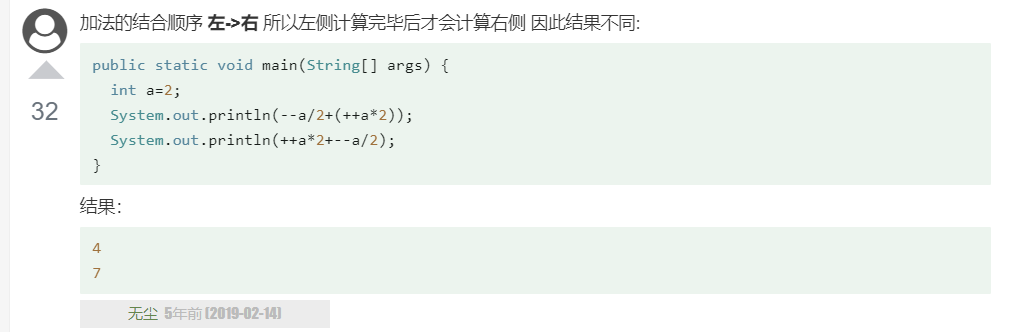 加法的结合顺序 左->右 所以左侧计算完毕后才会计算右侧 因此结果不同:
public static void main(String[] args) {
int a=2;
32
System.out.println(--a/2+(++a*2));
System.out.println(++a*2+--a/2);
}
结果:
4
7
无尘 5年前 (2019-02-14)